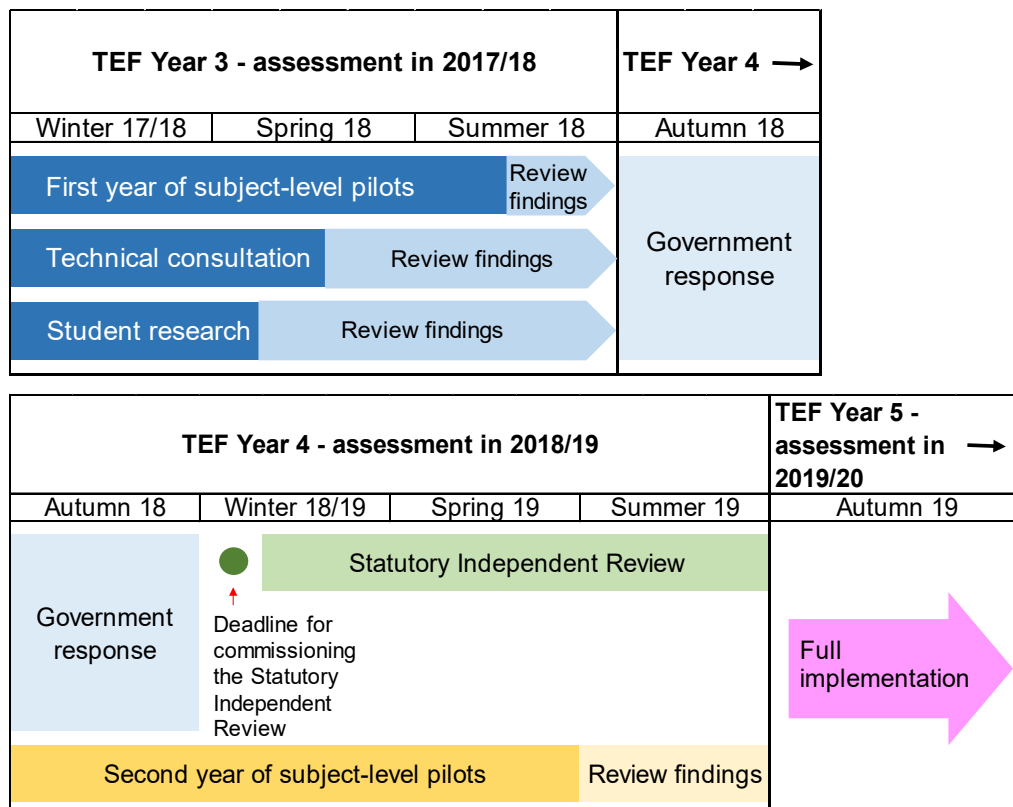 TEF Year 3 - assessment in 2017/18
TEF Year 4
Winter 17/18
Spring 18
Summer 18
Autumn 18
First year of subject-level pilots
Review
findings
Technical consultation
Review findings
Student research
Review findings
Government
response
TEF Year 4 - assessment in 2018/19
TEF Year 5 -
assessment in
2019/20
Autumn 18
Winter 18/19
Spring 19
Summer 19
Autumn 19
Government
response
Statutory Independent Review
Deadline for
commissioning
the Statutory
Independent
Review
Full
implementation
Second year of subject-level pilots
Review findings